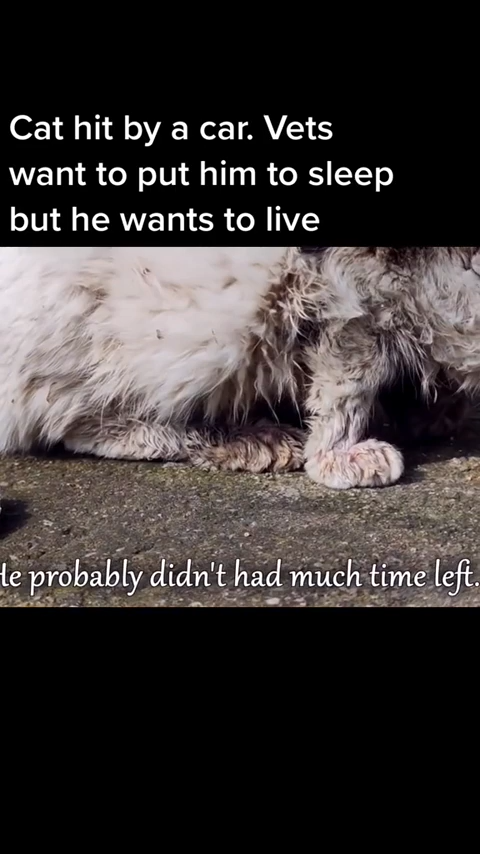 Cat hit by a car. Vets
want to put him to sleep
but he wants to live
He probably didn't had much time left.